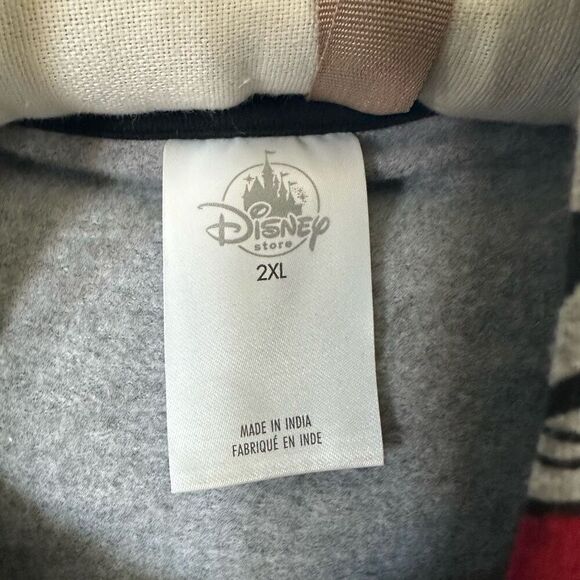 Disney
store
2XL
MADE IN INDIA
FABRIQUÉ EN INDE